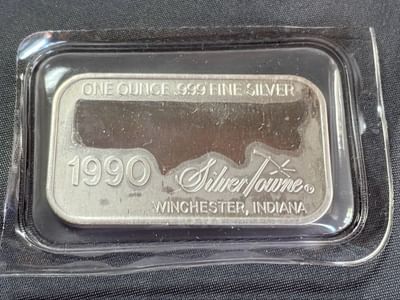 ONE OUNCE .999 FINE SILVER
1990 SilverTowne®
WINCHESTER, INDIANA